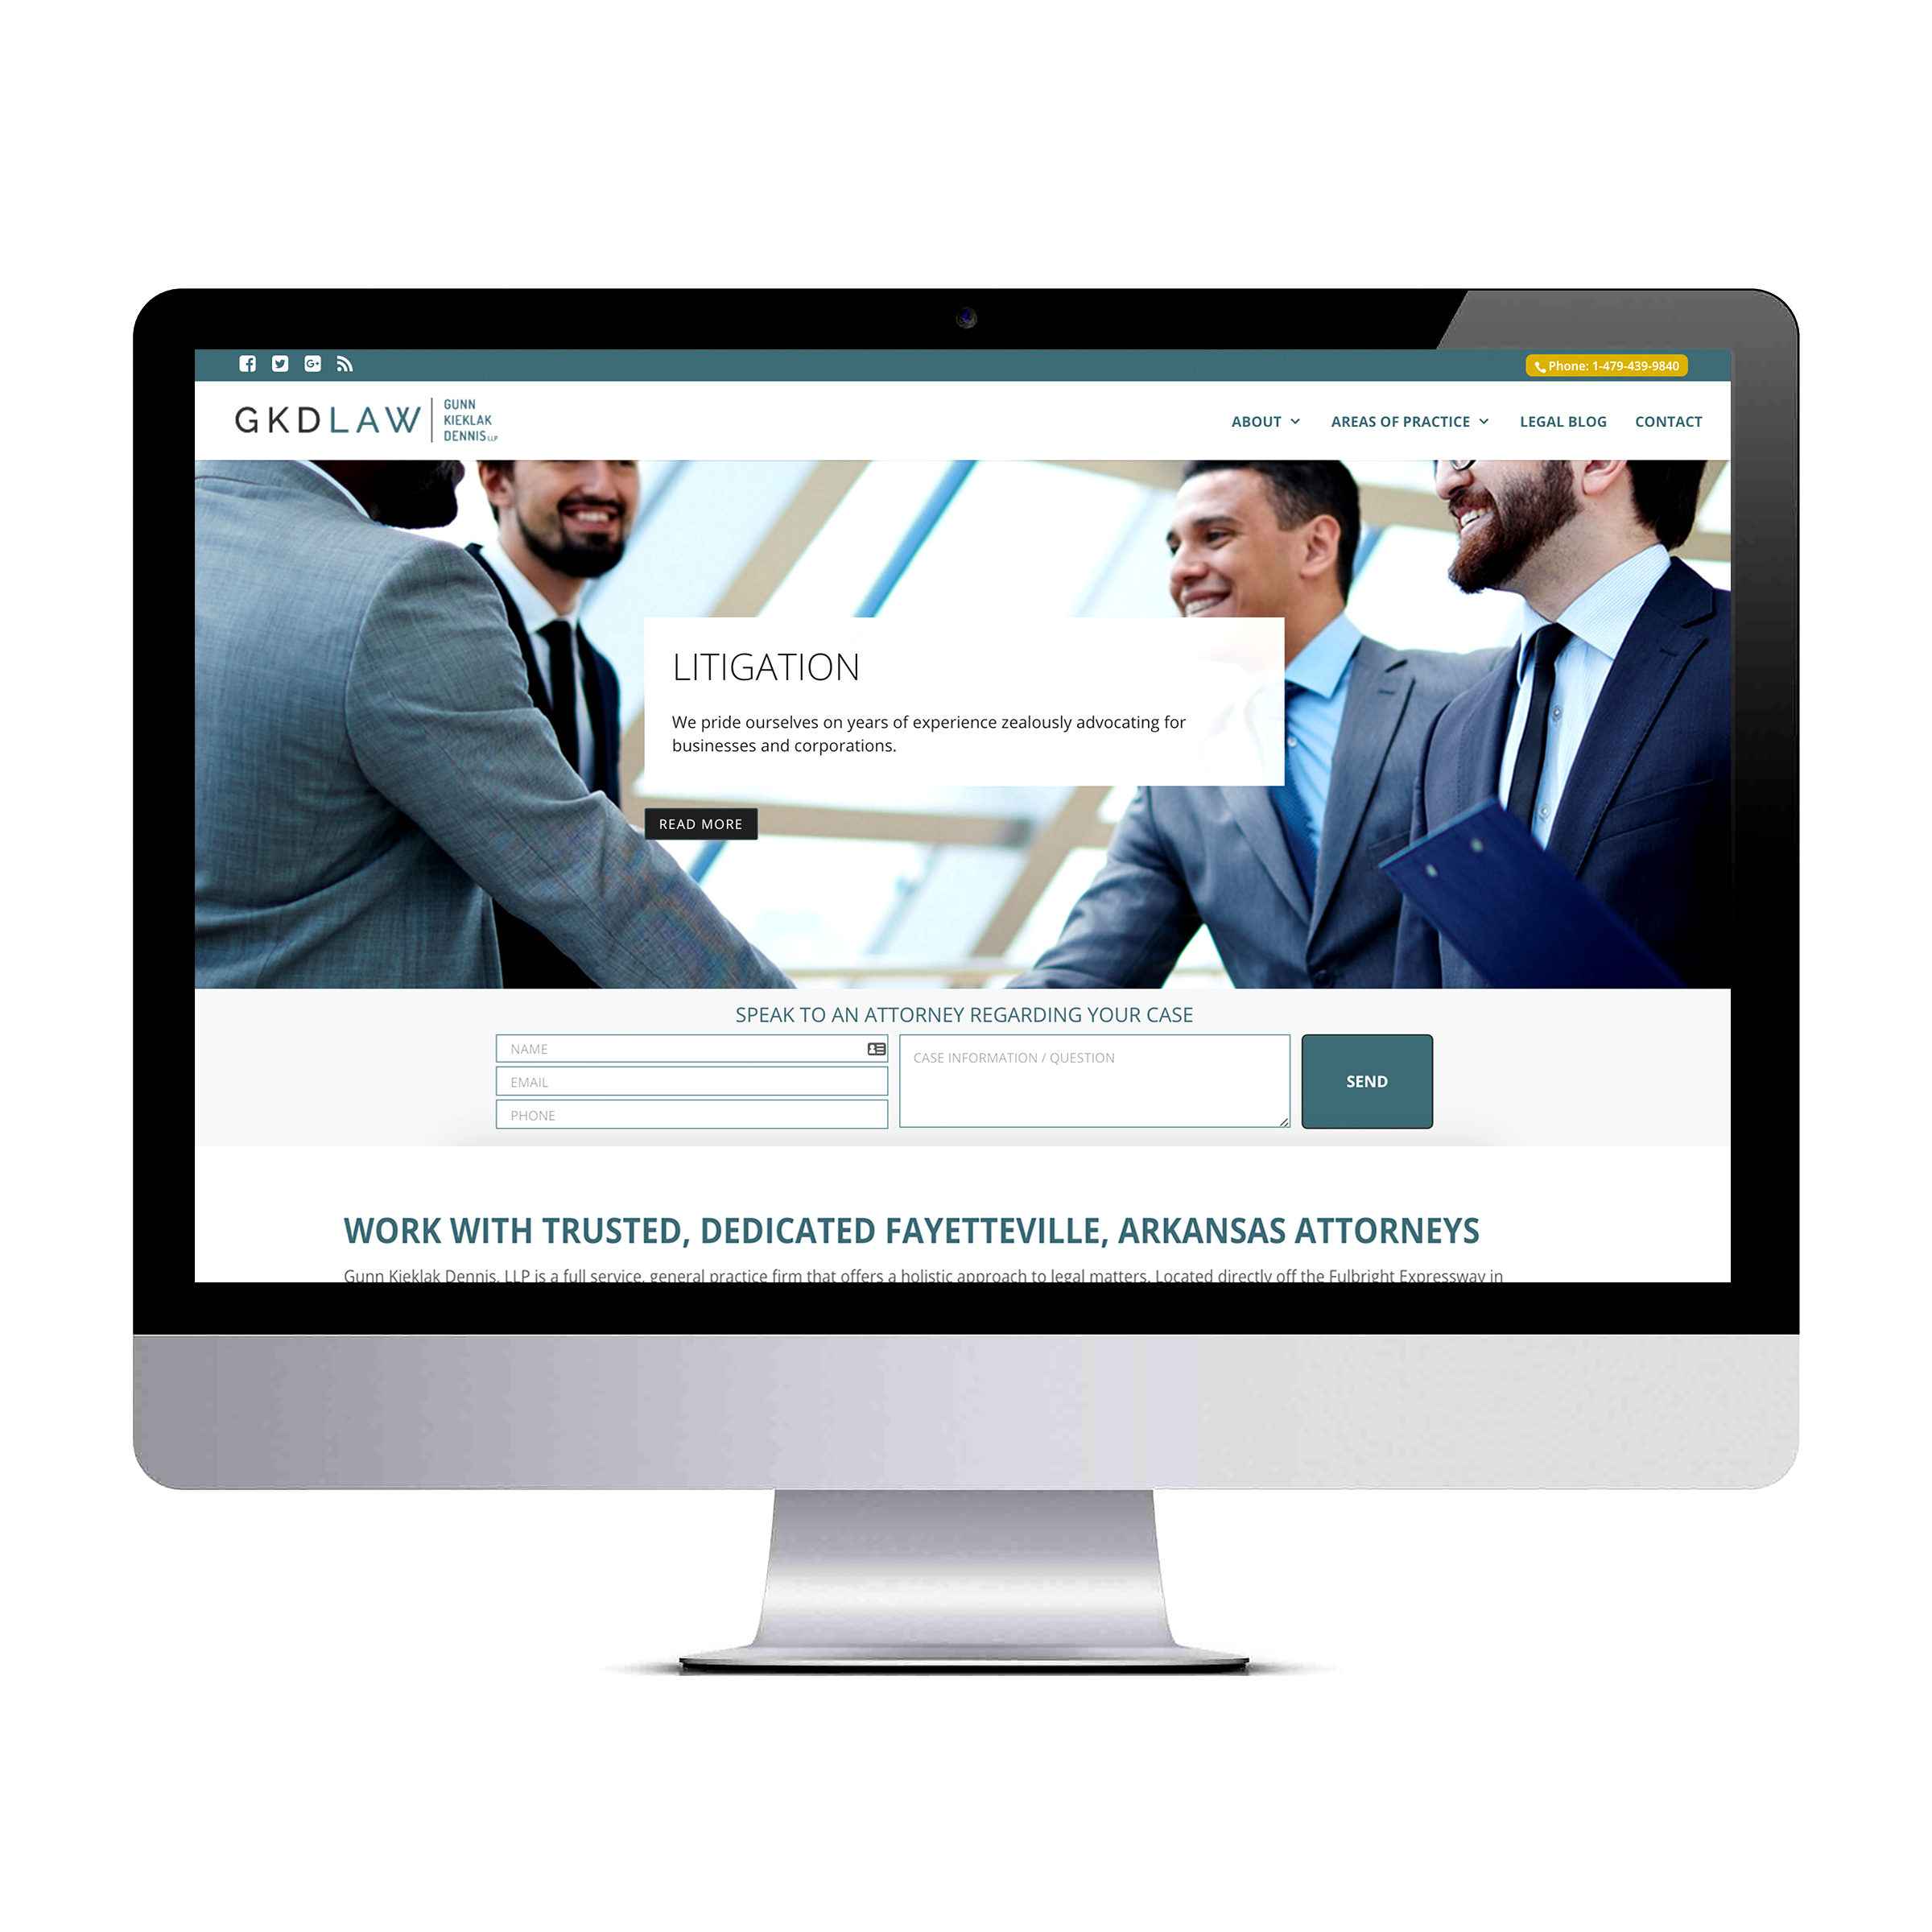 Phone: 1-479-439-9840
GKDLAW
GUNN
KIEKLAK
DENNIS LLP
ABOUT
AREAS OF PRACTICE
LEGAL BLOG
CONTACT
LITIGATION
We pride ourselves on years of experience zealously advocating for
businesses and corporations.
READ MORE
SPEAK TO AN ATTORNEY REGARDING YOUR CASE
NAME
EMAIL
PHONE
CASE INFORMATION / QUESTION
SEND
WORK WITH TRUSTED, DEDICATED FAYETTEVILLE, ARKANSAS ATTORNEYS
Gunn Kieklak Dennis, LLP is a full service, general practice firm that offers a holistic approach to legal matters. Located directly off the Fulbright Expressway in